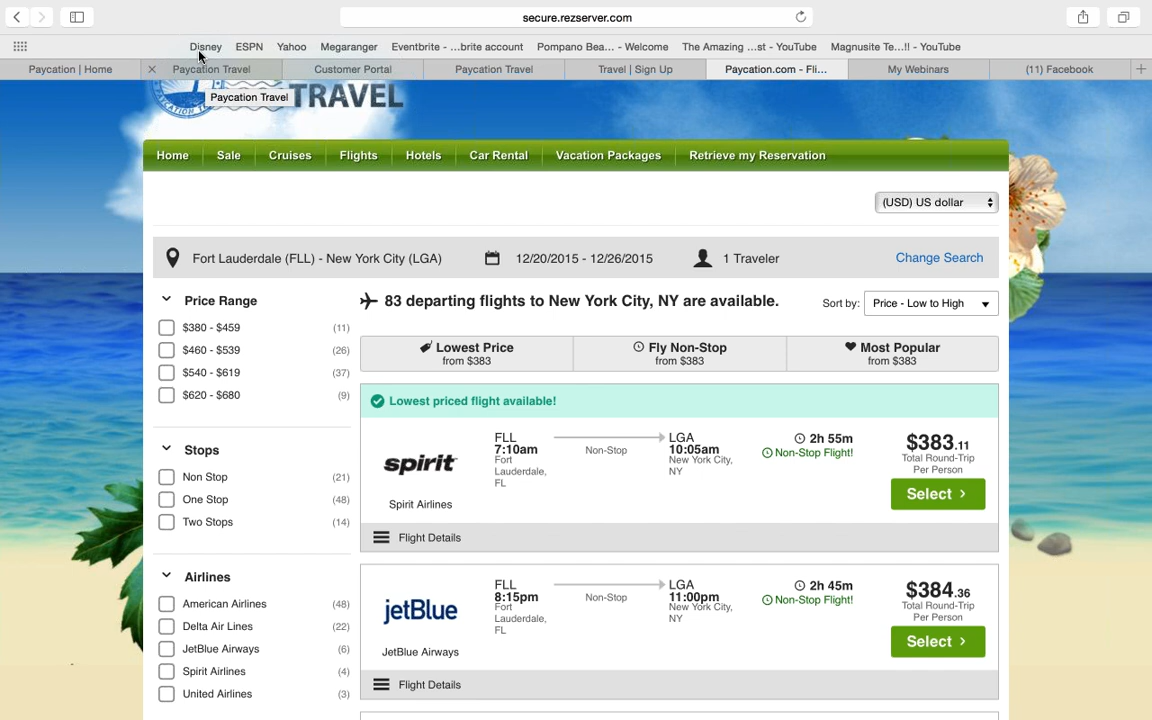 secure.rezserver.com
Disney ESPN Yahoo Megaranger Eventbrite - ...brite account Pompano Bea... - Welcome The Amazing ...st - YouTube Magnusite Te...!! - YouTube
Paycation | Home Paycation Travel Customer Portal Paycation Travel Travel | Sign Up Paycation.com - Fli... My Webinars (11) Facebook
Paycation Travel
TRAVEL
Home Sale Cruises Flights Hotels Car Rental Vacation Packages Retrieve my Reservation
(USD) US dollar
Fort Lauderdale (FLL) - New York City (LGA) 12/20/2015 - 12/26/2015 1 Traveler Change Search
Price Range
$380 - $459 (11)
$460 - $539 (26)
$540 - $619 (37)
$620 - $680 (9)
Stops
Non Stop (21)
One Stop (48)
Two Stops (14)
Airlines
American Airlines (48)
Delta Air Lines (22)
JetBlue Airways (6)
Spirit Airlines (4)
United Airlines (3)
83 departing flights to New York City, NY are available.
Sort by: Price - Low to High
Lowest Price
from $383
Fly Non-Stop
from $383
Most Popular
from $383
Lowest priced flight available!
spirit
Spirit Airlines
FLL
7:10am
Fort
Lauderdale,
FL
Non-Stop
LGA
10:05am
New York City,
NY
2h 55m
Non-Stop Flight!
$383.11
Total Round-Trip
Per Person
Select
Flight Details
jetBlue
JetBlue Airways
FLL
8:15pm
Fort
Lauderdale,
FL
Non-Stop
LGA
11:00pm
New York City,
NY
2h 45m
Non-Stop Flight!
$384.36
Total Round-Trip
Per Person
Select
Flight Details